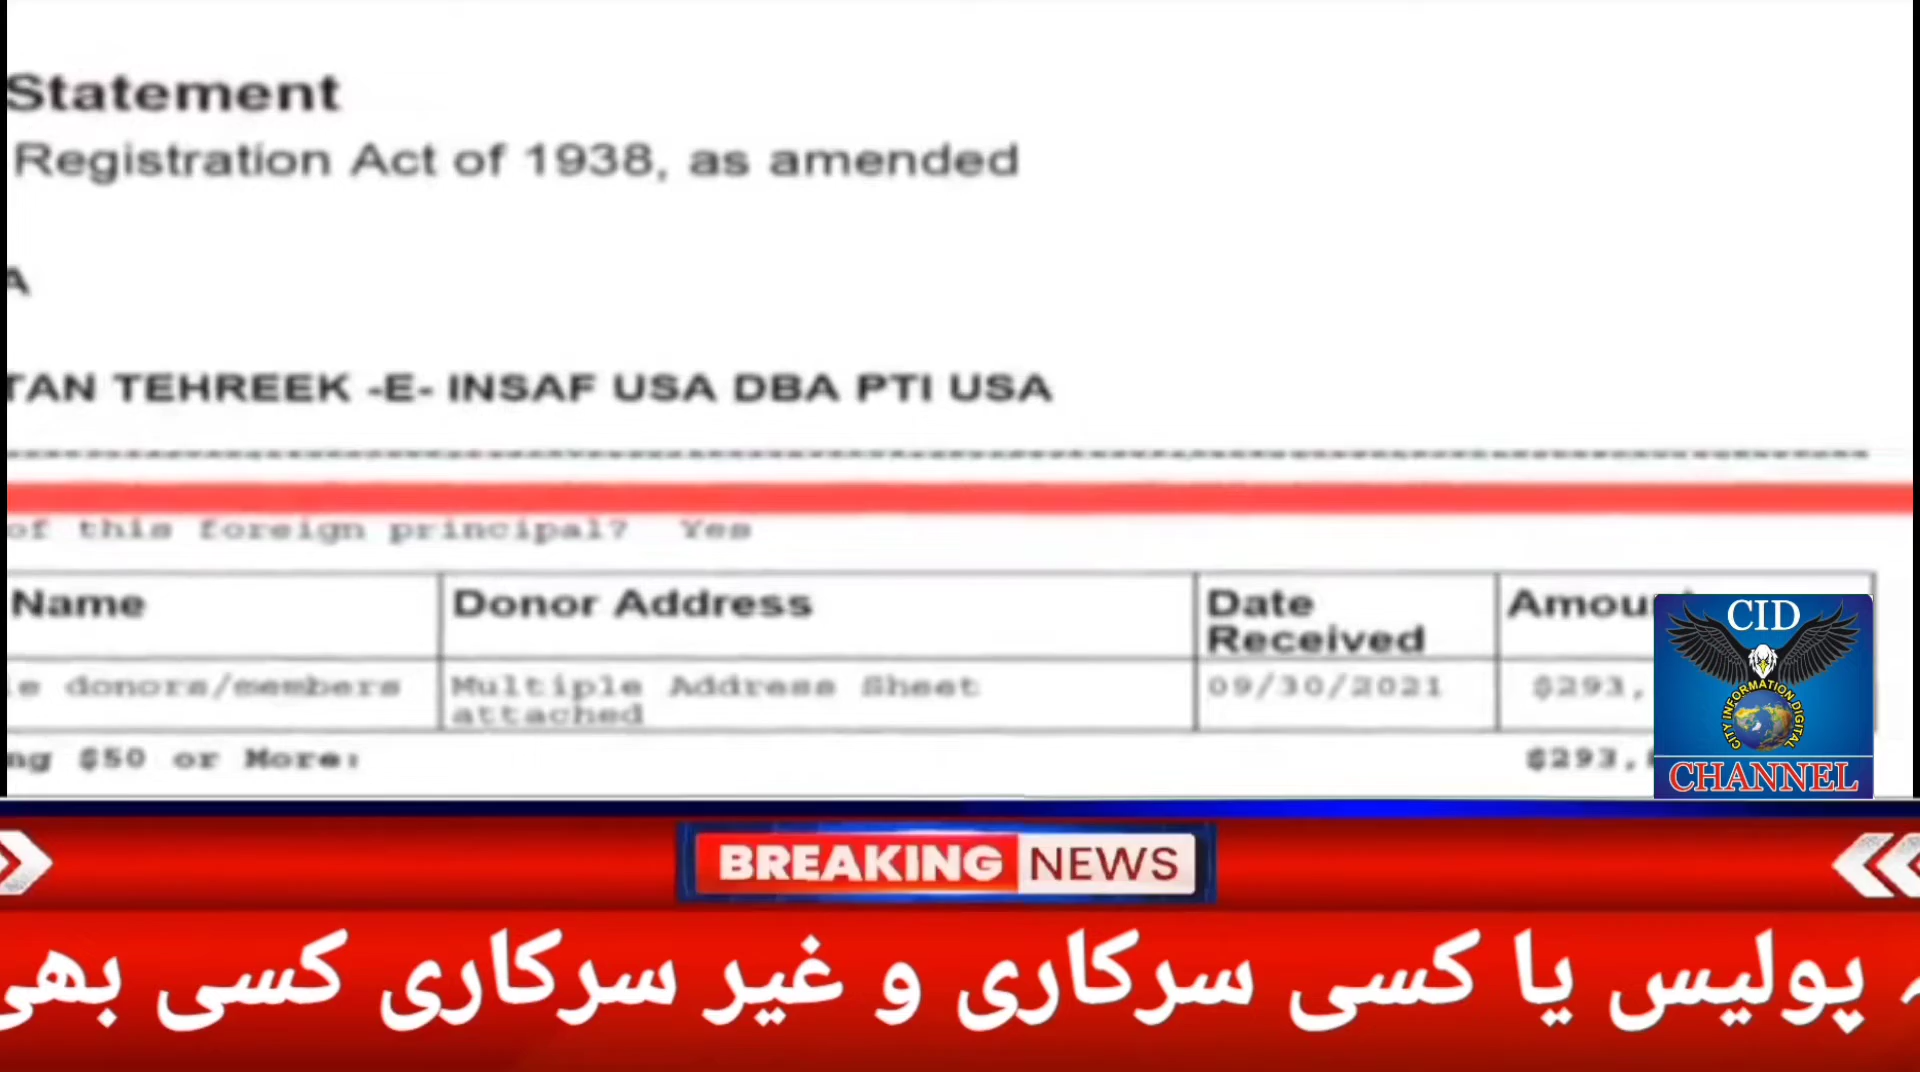 Statement
Registration Act of 1938, as amended
A
TAN TEHREEK -E- INSAF USA DBA PTI USA
of this foreign principal? Yes
Name
Donor Address
Date
Received
donors/members
Multiple Address Sheet
attached
09/30/2021
$293,
$50 or More:
$293,
CID
CITY INFORMATION DIGITAL
CHANNEL
BREAKING NEWS
پولیس یا کسی سرکاری و غیر سرکاری کسی بھی